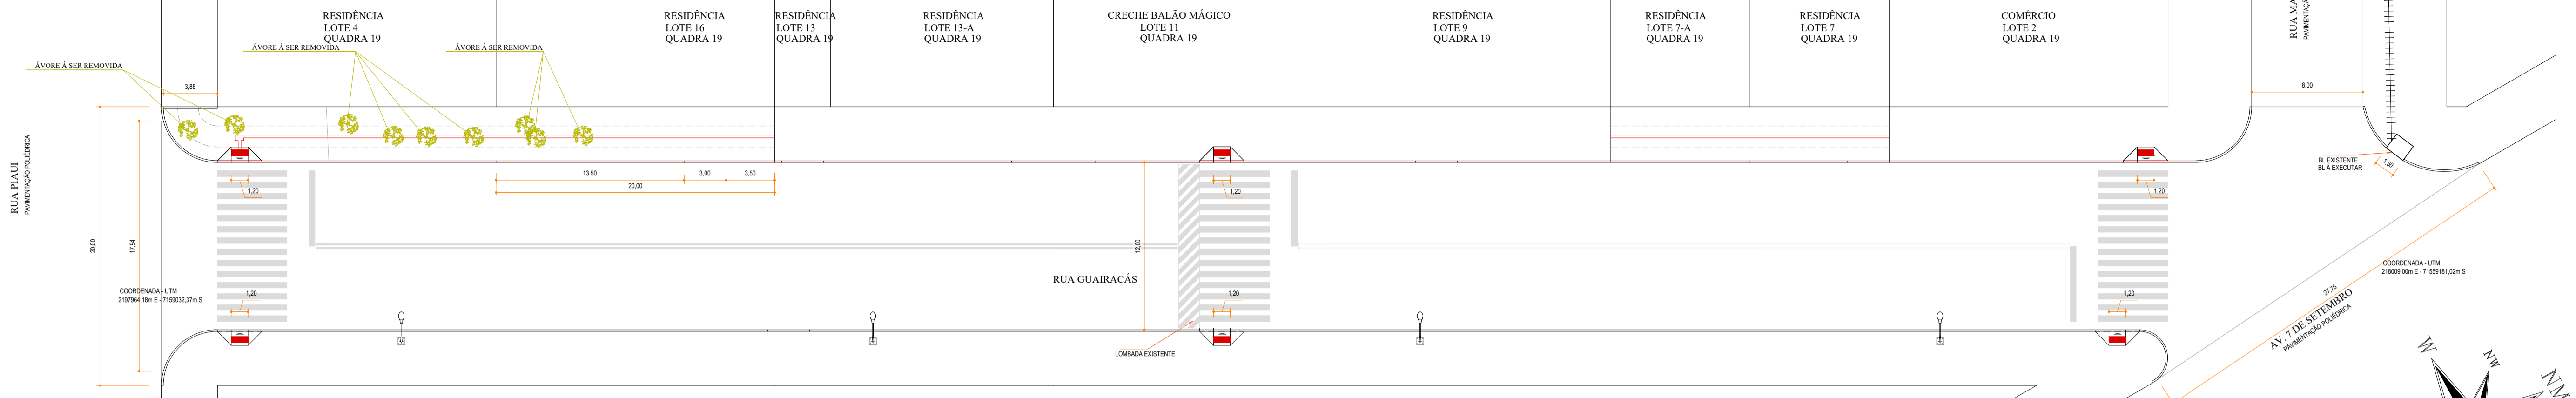 RESIDÊNCIA
LOTE 4
QUADRA 19
RESIDÊNCIA
LOTE 16
QUADRA 19
RESIDÊNCIA
LOTE 13
QUADRA 19
RESIDÊNCIA
LOTE 13-A
QUADRA 19
CRECHE BALÃO MÁGICO
LOTE 11
QUADRA 19
RESIDÊNCIA
LOTE 9
QUADRA 19
RESIDÊNCIA
LOTE 7-A
QUADRA 19
RESIDÊNCIA
LOTE 7
QUADRA 19
COMÉRCIO
LOTE 2
QUADRA 19
RUA MA
PAVIMENTAÇÃ
ÁVORE Á SER REMOVIDA
ÁVORE Á SER REMOVIDA
ÁVORE Á SER REMOVIDA
3,88
8,00
RUA PIAUI
PAVIMENTAÇÃO POLIÉDRICA
20,00
17,94
1,20
13,50
3,00
3,50
20,00
1,20
1,20
BL EXISTENTE
BL Á EXECUTAR
1,50
12,00
RUA GUAIRACÁS
COORDENADA - UTM
2197964,18m E - 7159032,37m S
1,20
1,20
1,20
LOMBADA EXISTENTE
COORDENADA - UTM
218009,00m E - 71559181,02m S
27,75
AV. 7 DE SETEMBRO
PAVIMENTAÇÃO POLIÉDRICA
W
NW